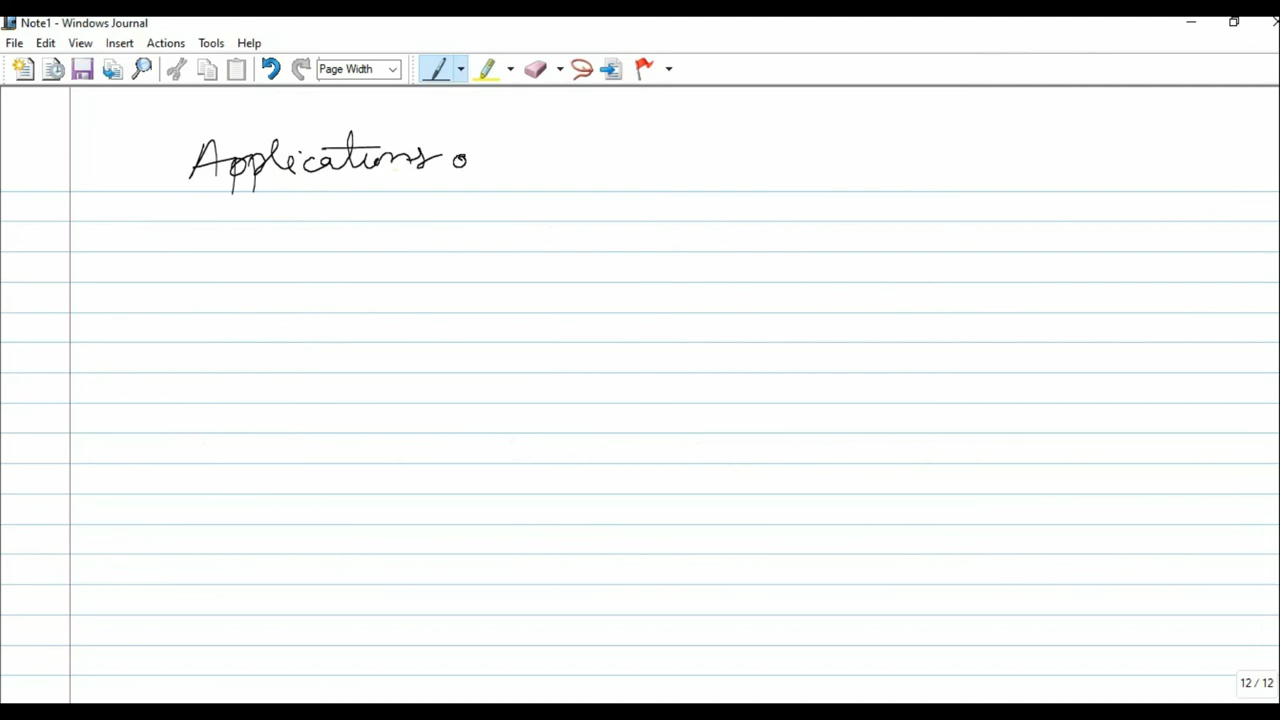 Note1 - Windows Journal
File Edit View Insert Actions Tools Help
Page Width
Applications o
12 / 12